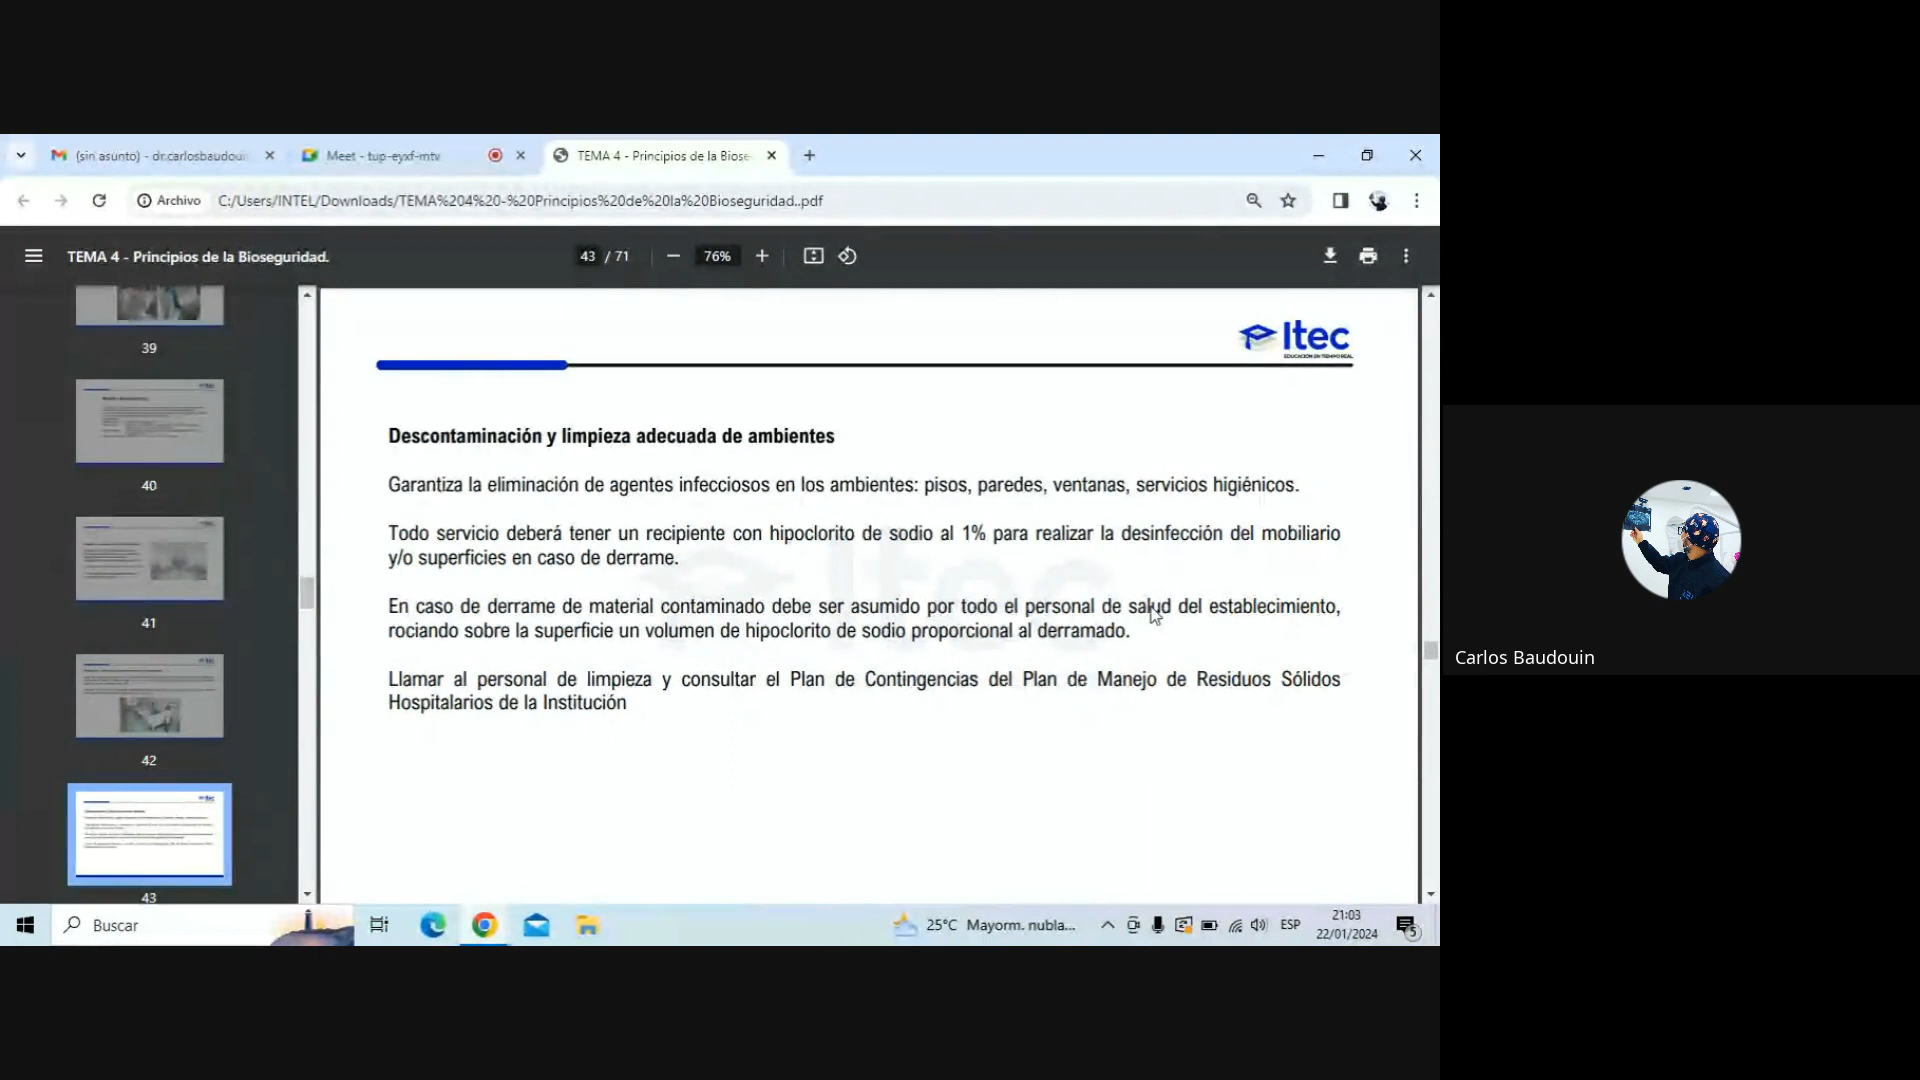 (sin asunto) - dr.carlosbaudoui
Meet - tup-eyxf-mtv
TEMA 4 - Principios de la Biose
Archivo
C:/Users/INTEL/Downloads/TEMA%204%20-%20Principios%20de%20la%20Bioseguridad..pdf
TEMA 4 - Principios de la Bioseguridad.
43 / 71
76%
39
40
41
42
43
Itec
EDUCACIÓN EN TIEMPO REAL
Descontaminación y limpieza adecuada de ambientes
Garantiza la eliminación de agentes infecciosos en los ambientes: pisos, paredes, ventanas, servicios higiénicos.
Todo servicio deberá tener un recipiente con hipoclorito de sodio al 1% para realizar la desinfección del mobiliario
y/o superficies en caso de derrame.
En caso de derrame de material contaminado debe ser asumido por todo el personal de salud del establecimiento,
rociando sobre la superficie un volumen de hipoclorito de sodio proporcional al derramado.
Llamar al personal de limpieza y consultar el Plan de Contingencias del Plan de Manejo de Residuos Sólidos
Hospitalarios de la Institución
Itec
Carlos Baudouin
Buscar
25°C Mayorm. nubla...
ESP
21:03
22/01/2024
5